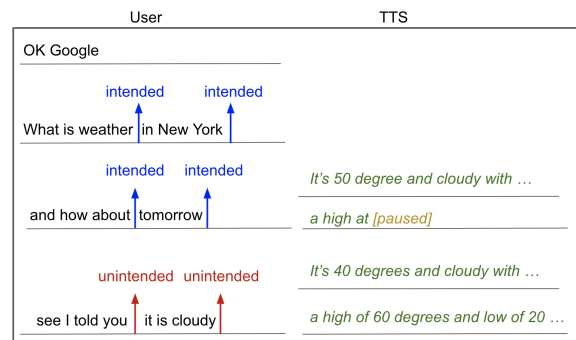 User TTS
OK Google
intended intended
What is weather in New York
intended intended
It's 50 degree and cloudy with …
and how about tomorrow
a high at [paused]
unintended unintended
It's 40 degrees and cloudy with …
see I told you it is cloudy
a high of 60 degrees and low of 20 …